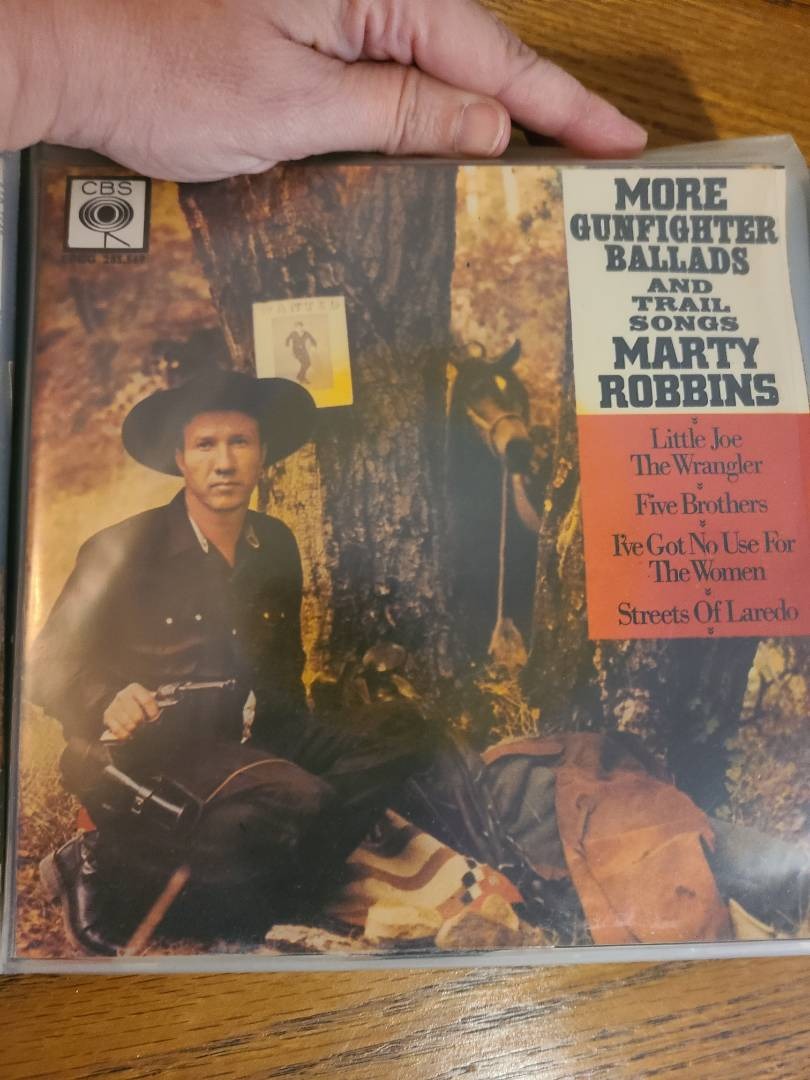 CBS
WANTED
MORE
GUNFIGHTER
BALLADS
AND
TRAIL
SONGS
MARTY
ROBBINS
Little Joe
The Wrangler
Five Brothers
I've Got No Use For
The Women
Streets Of Laredo